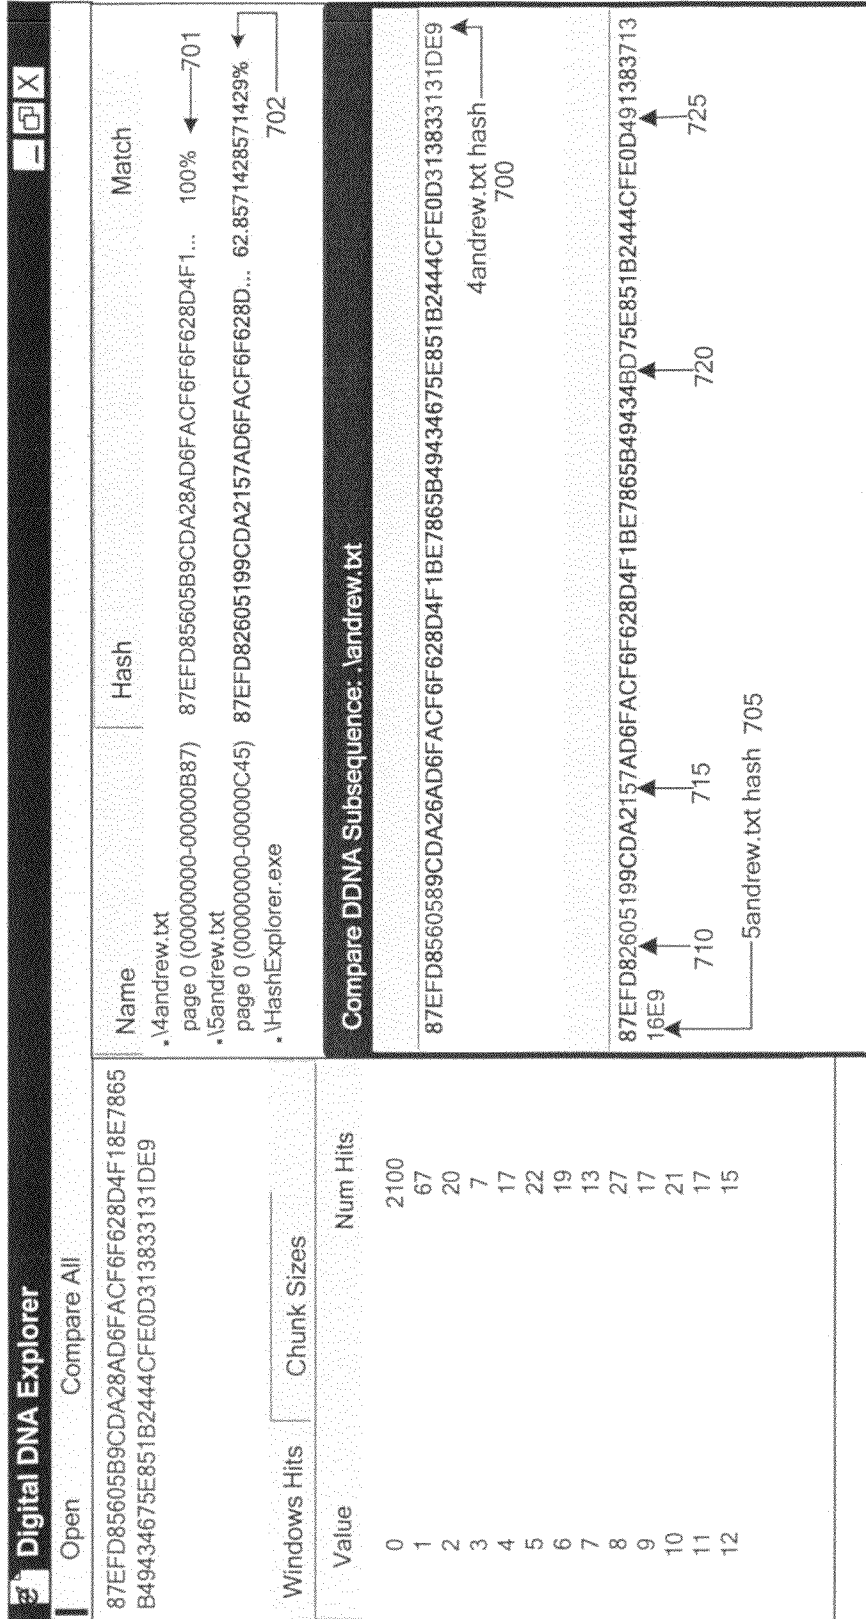 Digital DNA Explorer
Open Compare All
87EFD85605B9CDA28AD6FACF6F628D4F18E7865
B49434675E851B2444CFE0D313833131DE9
Windows Hits Chunk Sizes
Value Num Hits
0 2100
1 67
2 20
3 7
4 17
5 22
6 19
7 13
8 27
9 17
10 21
11 17
12 15
Name Hash Match
.\4andrew.txt
page 0 (00000000-00000B87) 87EFD85605B9CDA28AD6FACF6F6F628D4F1... 100% 701
.\5andrew.txt
page 0 (00000000-00000C45) 87EFD82605199CDA2157AD6FACF6F628D... 62.8571428571429% 702
.\HashExplorer.exe
Compare DDNA Subsequence: .\andrew.txt
87EFD8560589CDA26AD6FACF6F628D4F1BE7865B49434675E851B2444CFE0D313833131DE9
4andrew.txt hash
700
87EFD82605199CDA2157AD6FACF6F628D4F1BE7865B49434BD75E851B2444CFE0D491383713
16E9
710 715 720 725
5andrew.txt hash 705